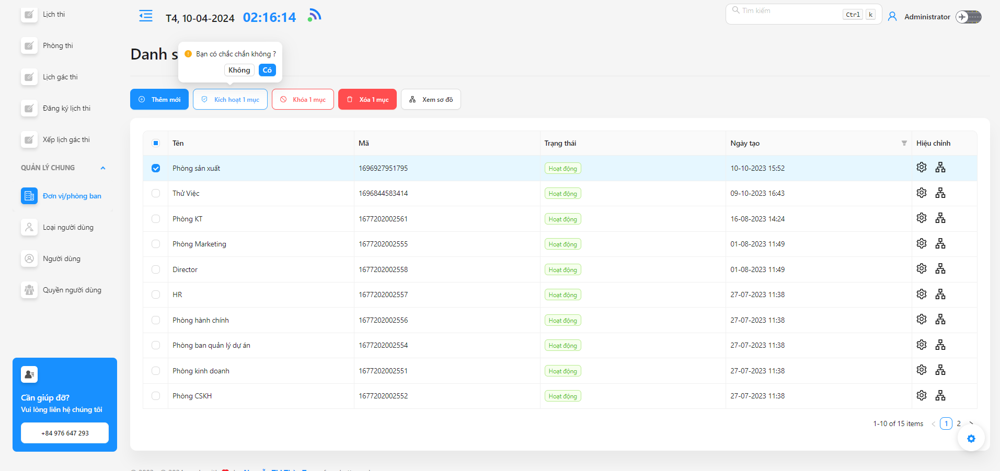 Lịch thi
Phòng thi
Lịch gác thi
Đăng ký lịch thi
Xếp lịch gác thi
QUẢN LÝ CHUNG
Đơn vị/phòng ban
Loại người dùng
Người dùng
Quyền người dùng
Cần giúp đỡ?
Vui lòng liên hệ chúng tôi
+84 976 647 293
T4, 10-04-2024 02:16:14
Tìm kiếm Ctrl k
Administrator
Danh s
Bạn có chắc chắn không ?
Không Có
Thêm mới Kích hoạt 1 mục Khóa 1 mục Xóa 1 mục Xem sơ đồ
Tên Mã Trạng thái Ngày tạo Hiệu chỉnh
Phòng sản xuất 1696927951795 Hoạt động 10-10-2023 15:52
Thử Việc 1696844583414 Hoạt động 09-10-2023 16:43
Phòng KT 1677202002561 Hoạt động 16-08-2023 14:24
Phòng Marketing 1677202002555 Hoạt động 01-08-2023 11:49
Director 1677202002558 Hoạt động 01-08-2023 11:49
HR 1677202002557 Hoạt động 27-07-2023 11:38
Phòng hành chính 1677202002556 Hoạt động 27-07-2023 11:38
Phòng ban quản lý dự án 1677202002554 Hoạt động 27-07-2023 11:38
Phòng kinh doanh 1677202002551 Hoạt động 27-07-2023 11:38
Phòng CSKH 1677202002552 Hoạt động 27-07-2023 11:38
1-10 of 15 items < 1 2 >